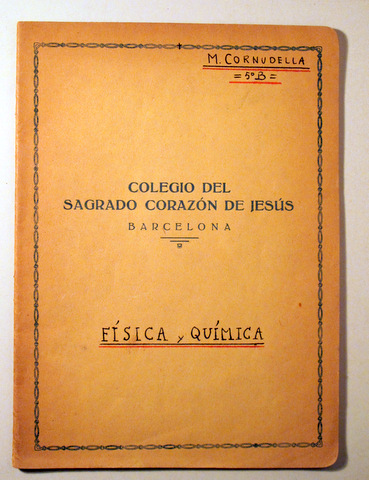 M. CORNUDELLA
= 5º B =
COLEGIO DEL
SAGRADO CORAZÓN DE JESÚS
BARCELONA
FÍSICA y QUÍMICA